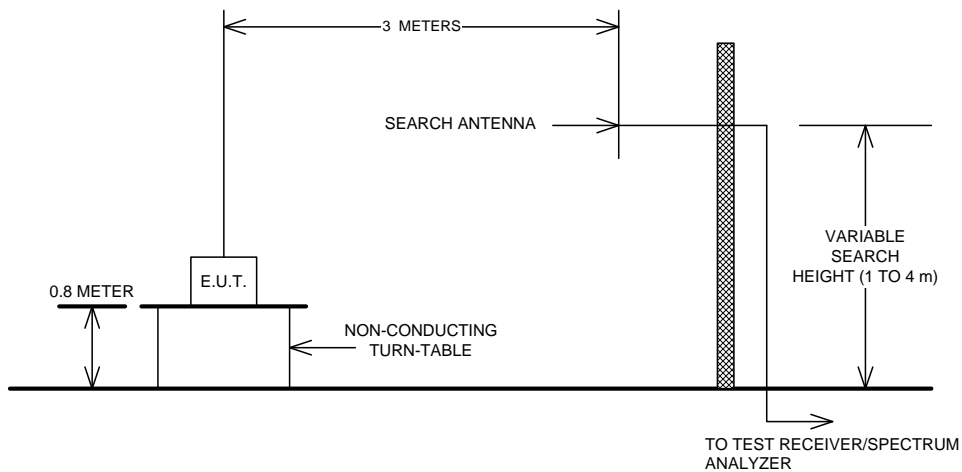 3 METERS
SEARCH ANTENNA
VARIABLE
SEARCH
HEIGHT (1 TO 4 m)
E.U.T.
0.8 METER
NON-CONDUCTING
TURN-TABLE
TO TEST RECEIVER/SPECTRUM
ANALYZER